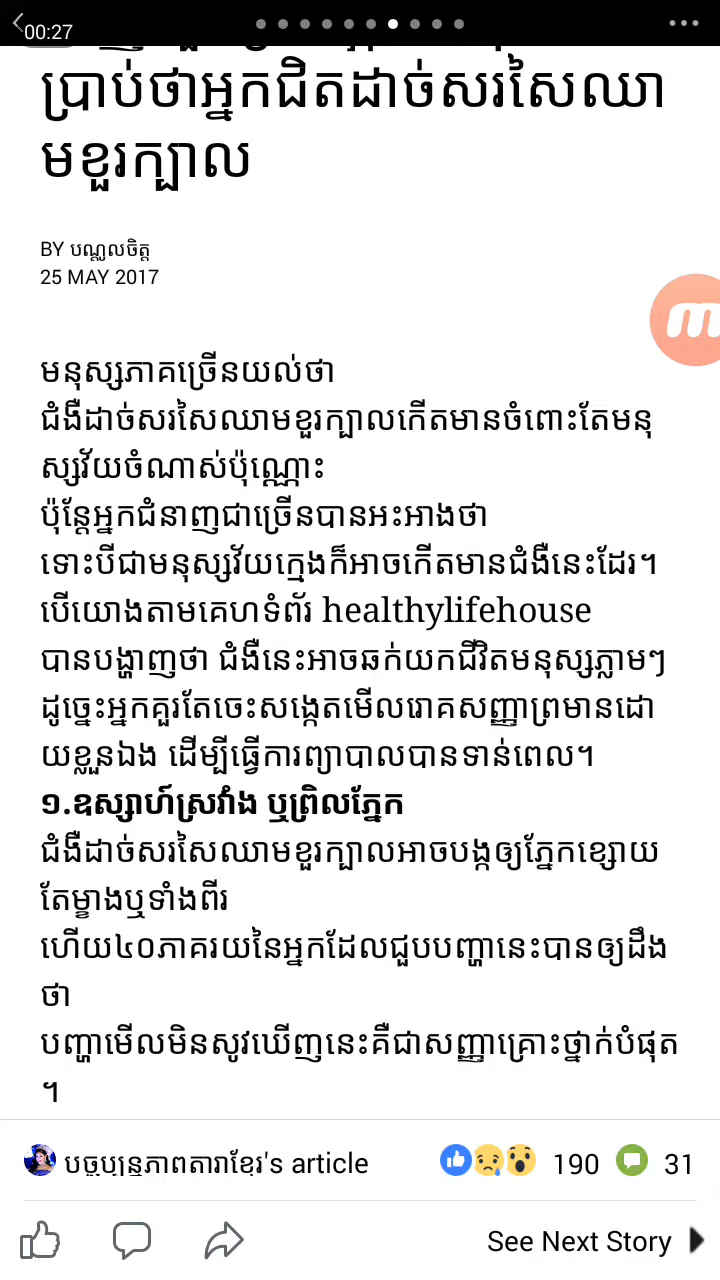 00:27
ប្រាប់ថាអ្នកជិតដាច់សរសៃឈា
មខួរក្បាល
BY បណ្ណូលចិត្ត
25 MAY 2017
m
មនុស្សភាគច្រើនយល់ថា
ជំងឺដាច់សរសៃឈាមខួរក្បាលកើតមានចំពោះតែមនុ
ស្សវ័យចំណាស់ប៉ុណ្ណោះ
ប៉ុន្តែអ្នកជំនាញជាច្រើនបានអះអាងថា
ទោះបីជាមនុស្សវ័យក្មេងក៏អាចកើតមានជំងឺនេះដែរ។
បើយោងតាមគេហទំព័រ healthylifehouse
បានបង្ហាញថា ជំងឺនេះអាចឆក់យកជីវិតមនុស្សភ្លាមៗ
ដូច្នេះអ្នកគួរតែចេះសង្កេតមើលរោគសញ្ញាព្រមានដោ
យខ្លួនឯង ដើម្បីធ្វើការព្យាបាលបានទាន់ពេល។
១.ឧស្សាហ៍ស្រវាំង ឬព្រិលភ្នែក
ជំងឺដាច់សរសៃឈាមខួរក្បាលអាចបង្កឲ្យភ្នែកខ្សោយ
តែម្ខាងឬទាំងពីរ
ហើយ៤០ភាគរយនៃអ្នកដែលជួបបញ្ហានេះបានឲ្យដឹង
ថា
បញ្ហាមើលមិនសូវឃើញនេះគឺជាសញ្ញាគ្រោះថ្នាក់បំផុត
។
បច្ចុប្បន្នភាពតារាខ្មែរ's article
190
31
See Next Story